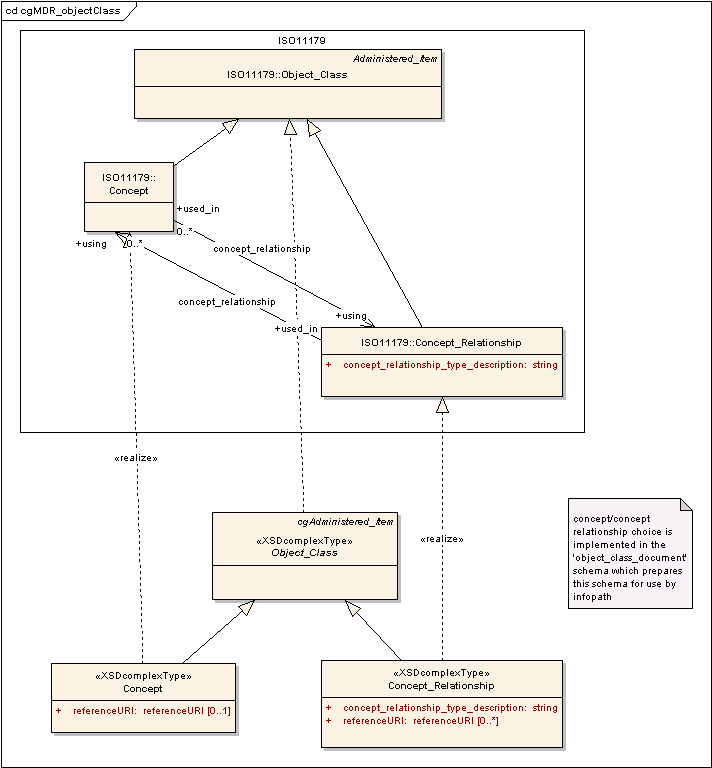 cd cgMDR_objectClass
ISO11179
Administered_Item
ISO11179::Object_Class
ISO11179::
Concept
+used_in
0..*
concept_relationship
+using
0..*
concept_relationship
+using
+used_in
ISO11179::Concept_Relationship
+ concept_relationship_type_description: string
«realize»
cgAdministered_Item
«XSDcomplexType»
Object_Class
«realize»
concept/concept
relationship choice is
implemented in the
'object_class_document'
schema which prepares
this schema for use by
infopath
«XSDcomplexType»
Concept
+ referenceURI: referenceURI [0..1]
«XSDcomplexType»
Concept_Relationship
+ concept_relationship_type_description: string
+ referenceURI: referenceURI [0..*]